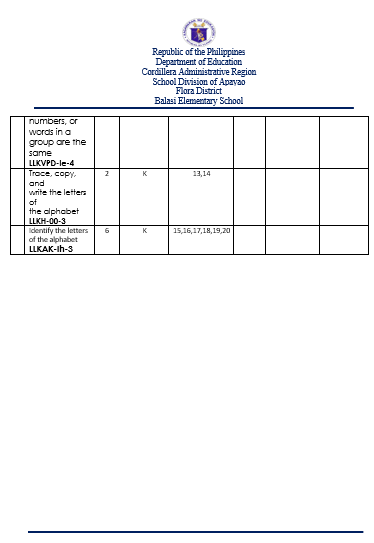 Republic of the Philippines
Department of Education
Cordillera Administrative Region
School Division of Apayao
Flora District
Balasi Elementary School
numbers, or
words in a
group are the
same
LLKVPD-Ie-4
Trace, copy,
and
write the letters
of
the alphabet
LLKH-00-3
2
K
13,14
Identify the letters
of the alphabet
LLKAK-Ih-3
6
K
15,16,17,18,19,20